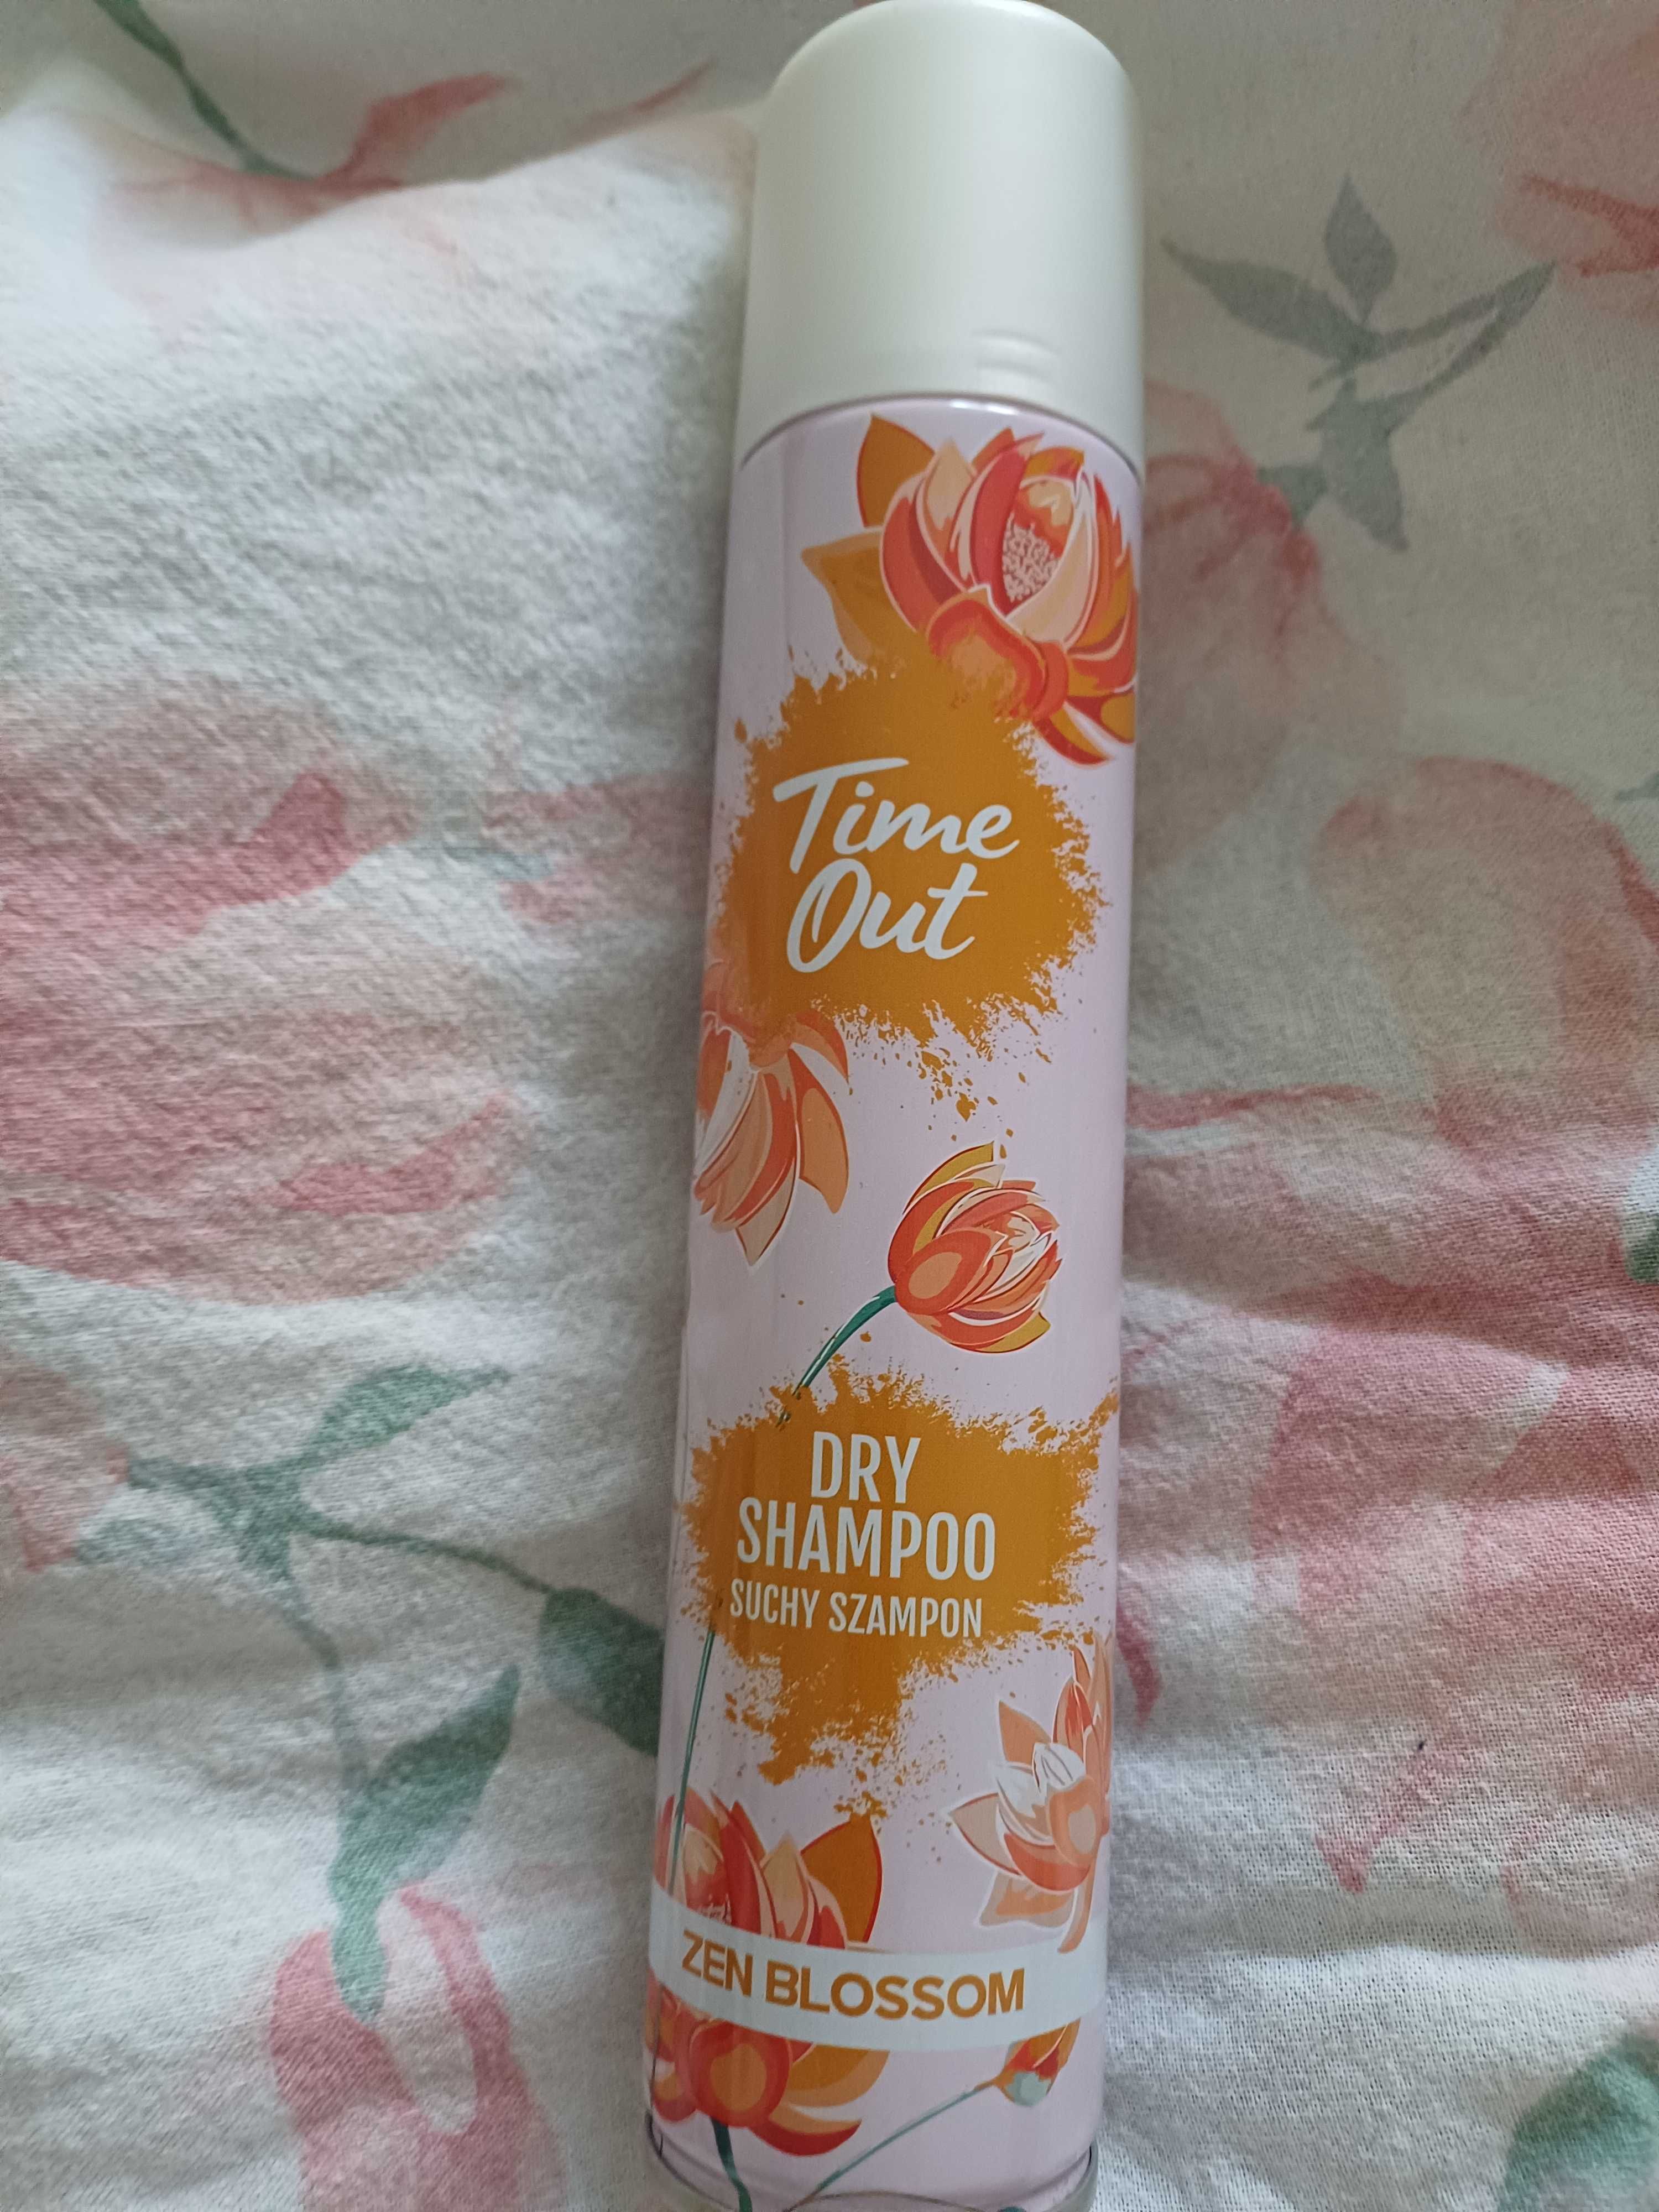 Time
Out
DRY
SHAMPOO
SUCHY SZAMPON
ZEN BLOSSOM